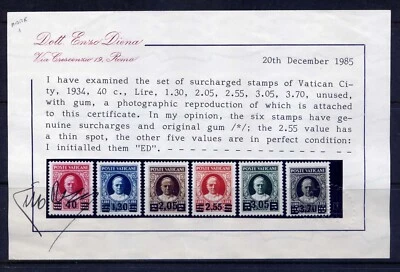 Dott. Enzo Diena
Via Crescenzio 19, Roma
20th December 1985
I have examined the set of surcharged stamps of Vatican Ci-
ty, 1934, 40 c., Lire, 1.30, 2.05, 2.55, 3.05, 3.70, unused,
with gum, a photographic reproduction of which is attached
to this certificate. In my opinion, the six stamps have ge-
nuine surcharges and original gum /*/; the 2.55 value has
a thin spot, the other five values are in perfect condition:
I initialled them "ED". - - - - - - - - - - - - - - - - - -
POSTE VATICANE POSTE VATICANE POSTE VATICANE POSTE VATICANE POSTE VATICANE POSTE VATICANE
40 1,30 2,05 2,55 3,05 3,70